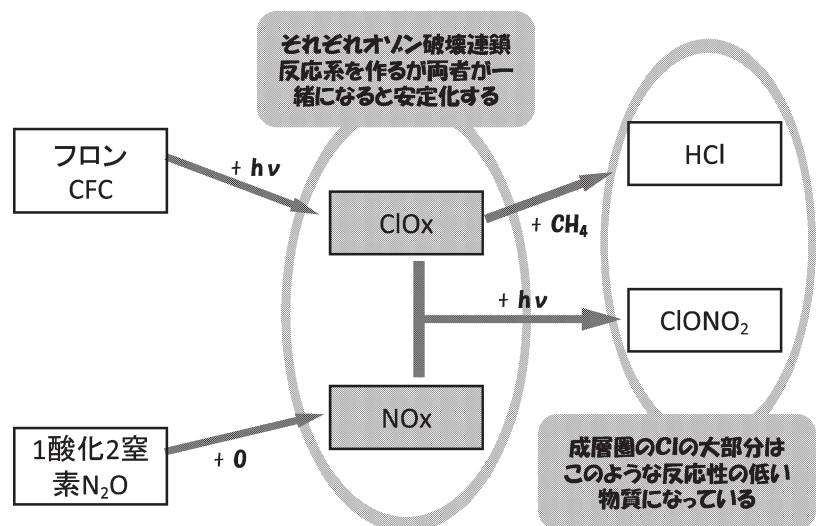 それぞれオゾン破壊連鎖
反応系を作るが両者が一
緒になると安定化する
フロン
CFC
+ hν
ClOx
+ CH₄
HCl
+ hν
ClONO₂
NOx
1酸化2窒
素N₂O
+ O
成層圏のClの大部分は
このような反応性の低い
物質になっている